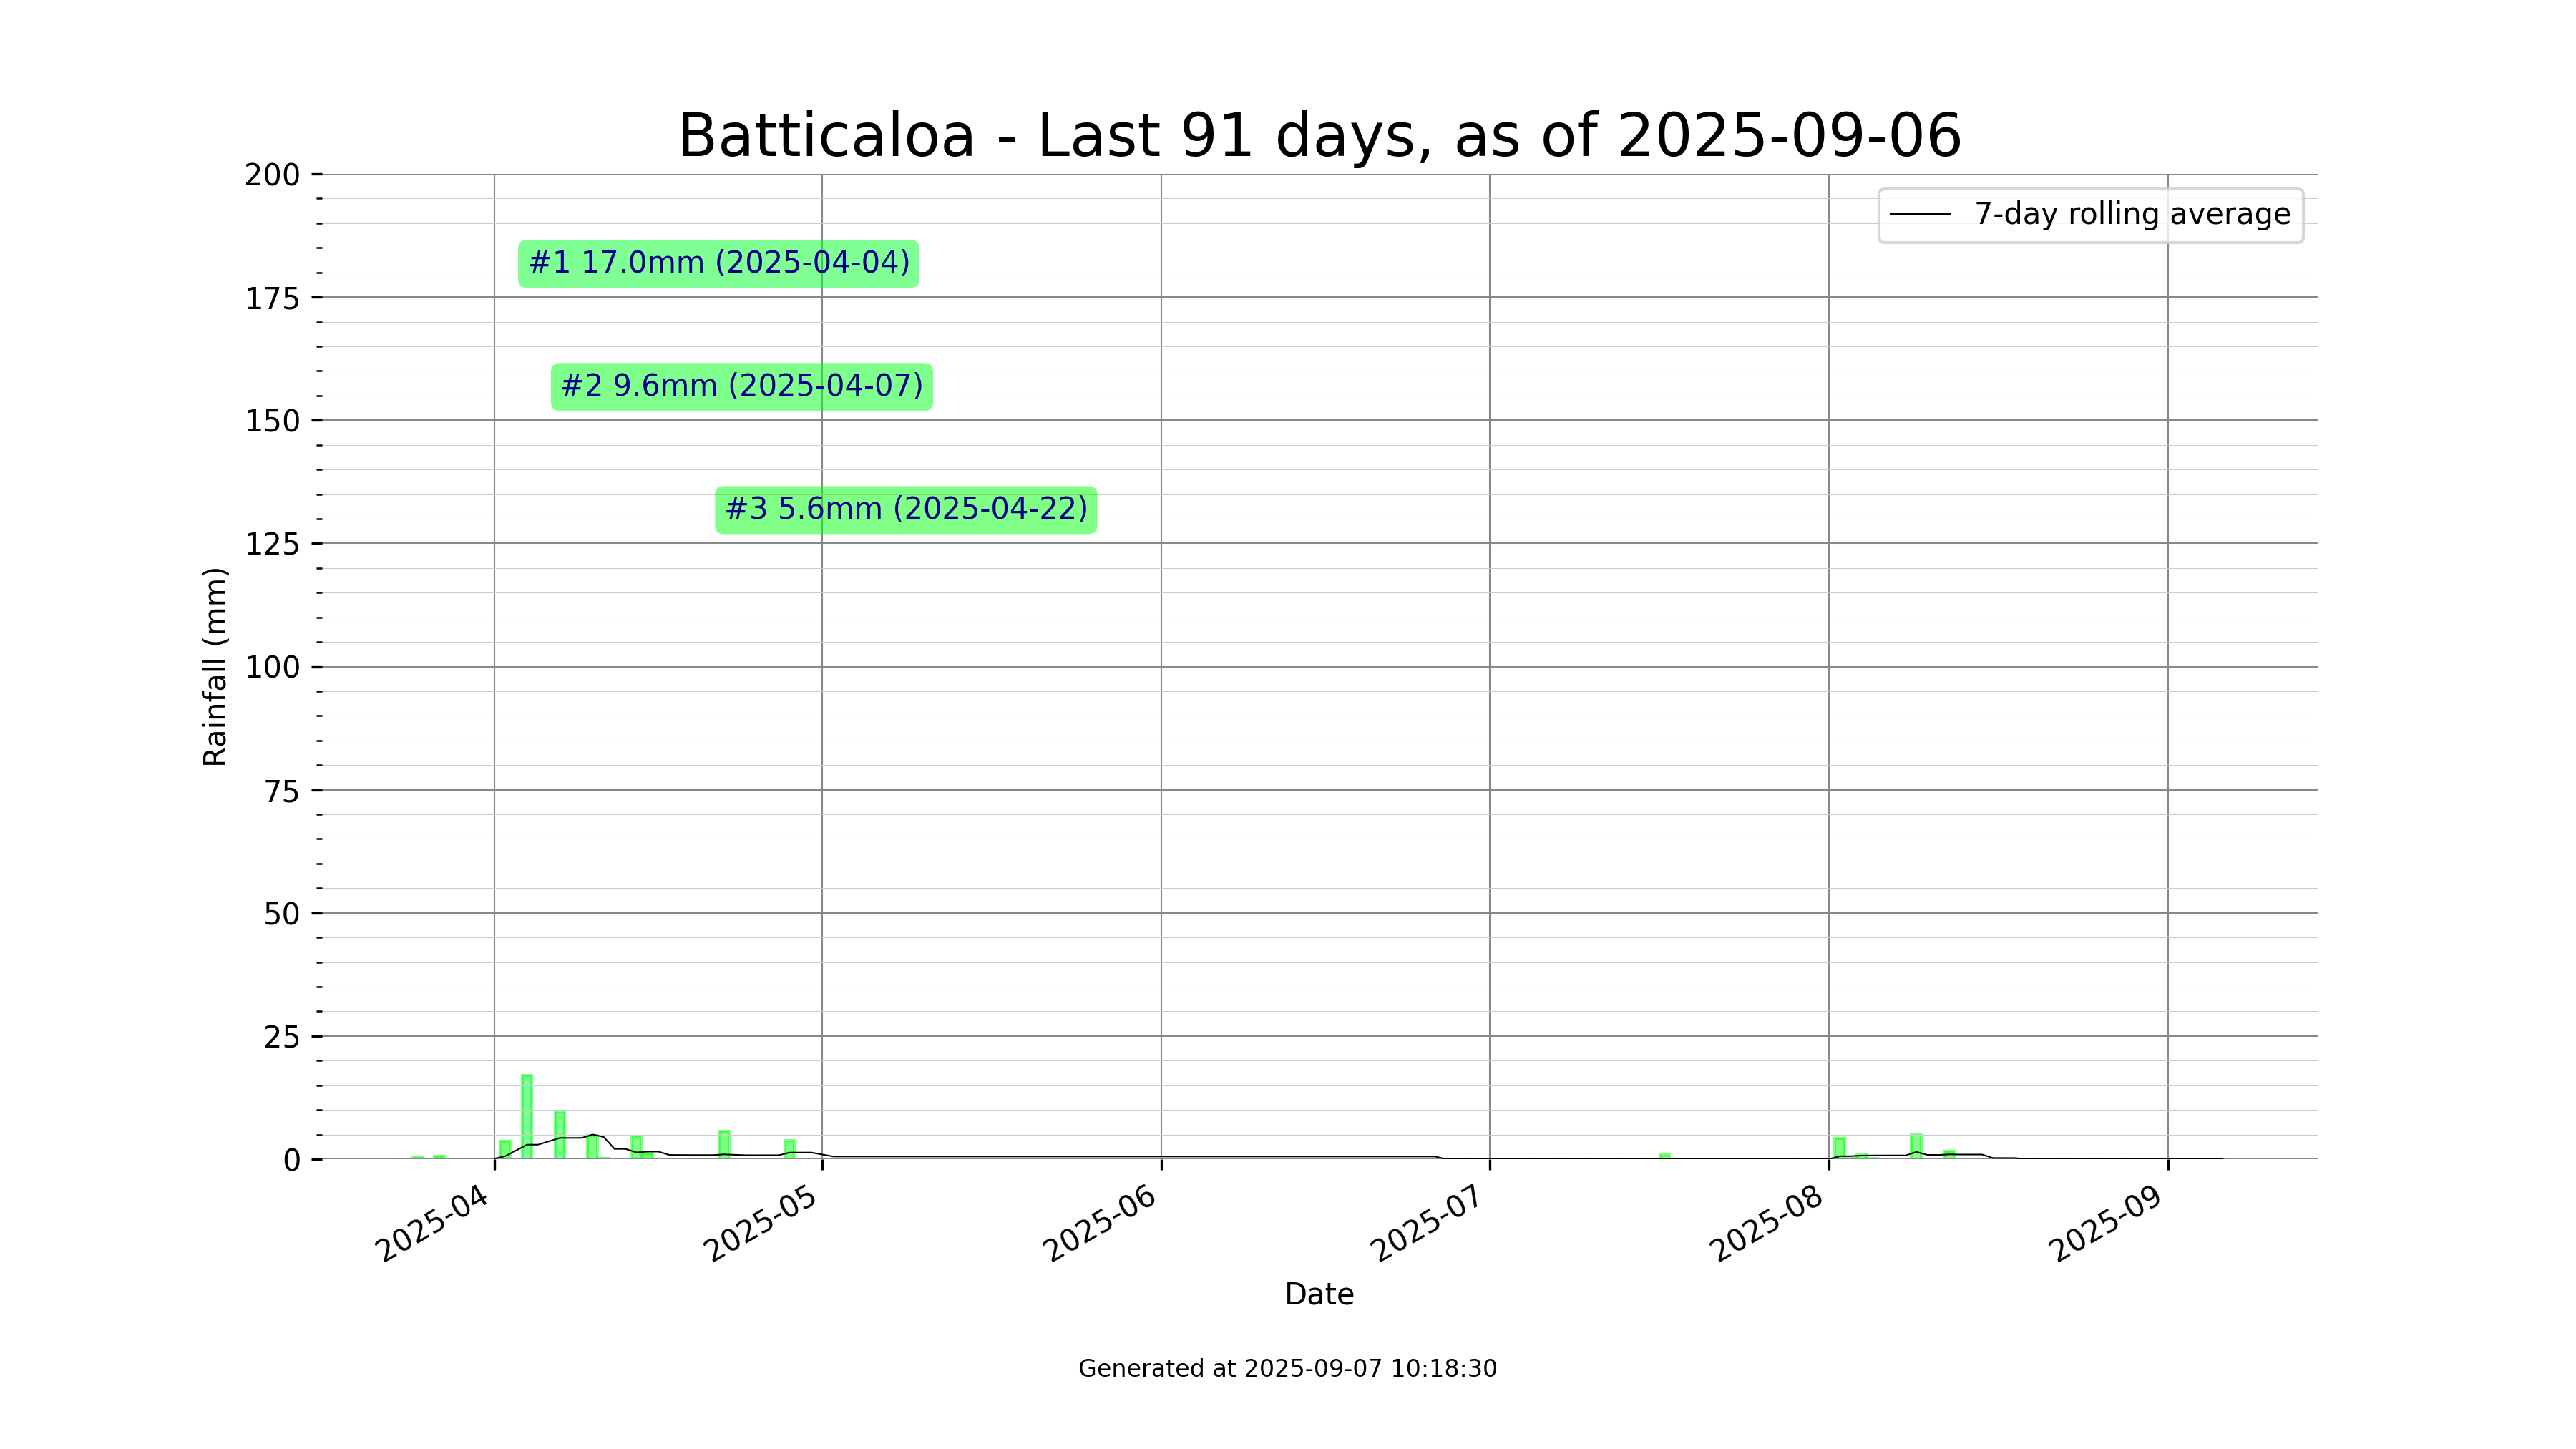 Batticaloa - Last 91 days, as of 2025-09-06
200
175
150
125
100
75
50
25
0
Rainfall (mm)
7-day rolling average
#1 17.0mm (2025-04-04)
#2 9.6mm (2025-04-07)
#3 5.6mm (2025-04-22)
2025-04
2025-05
2025-06
2025-07
2025-08
2025-09
Date
Generated at 2025-09-07 10:18:30